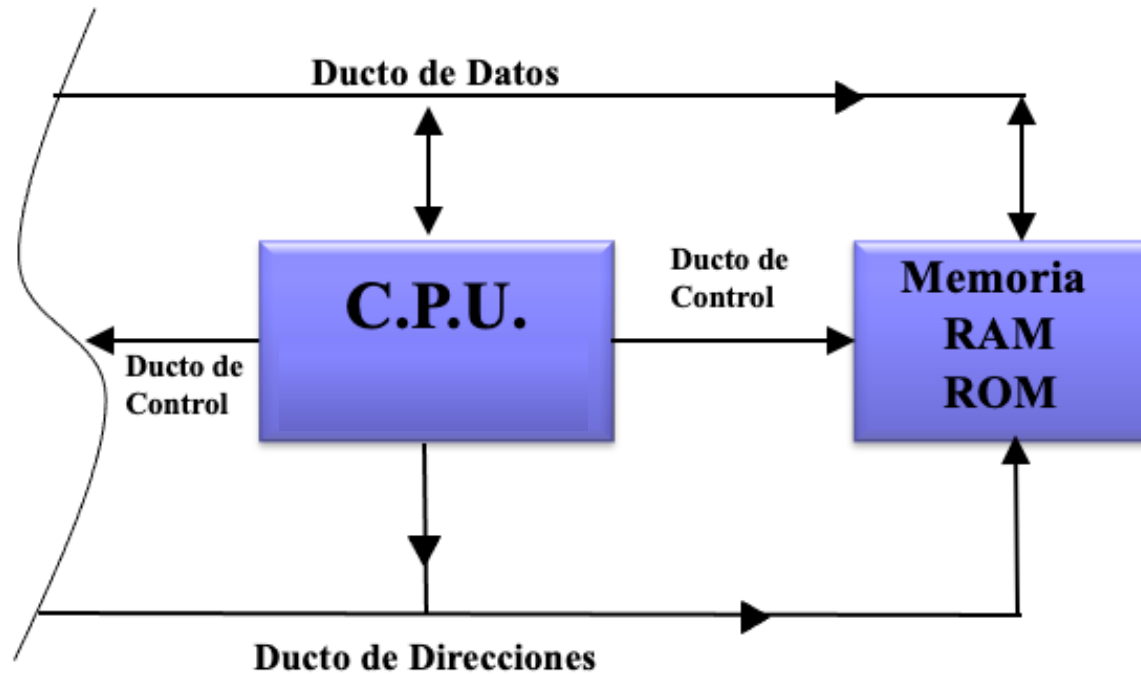 Ducto de Datos
C.P.U.
Ducto de
Control
Memoria
RAM
ROM
Ducto de
Control
Ducto de Direcciones